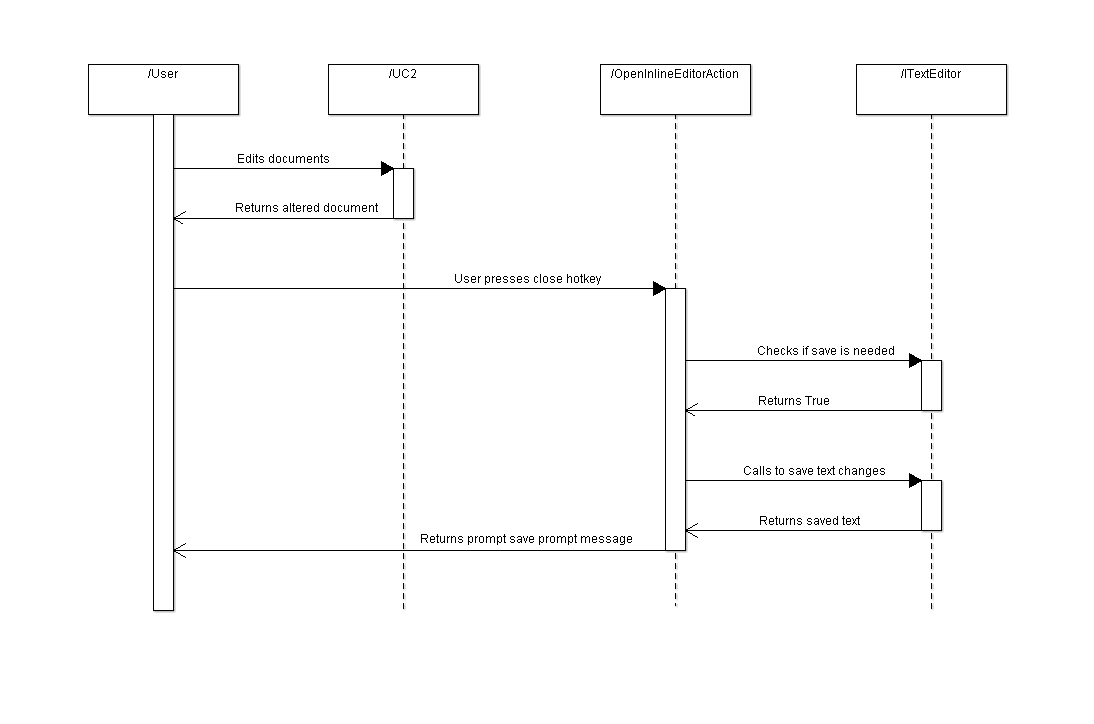 /User
/UC2
/OpenInlineEditorAction
/ITextEditor
Edits documents
Returns altered document
User presses close hotkey
Checks if save is needed
Returns True
Calls to save text changes
Returns saved text
Returns prompt save prompt message